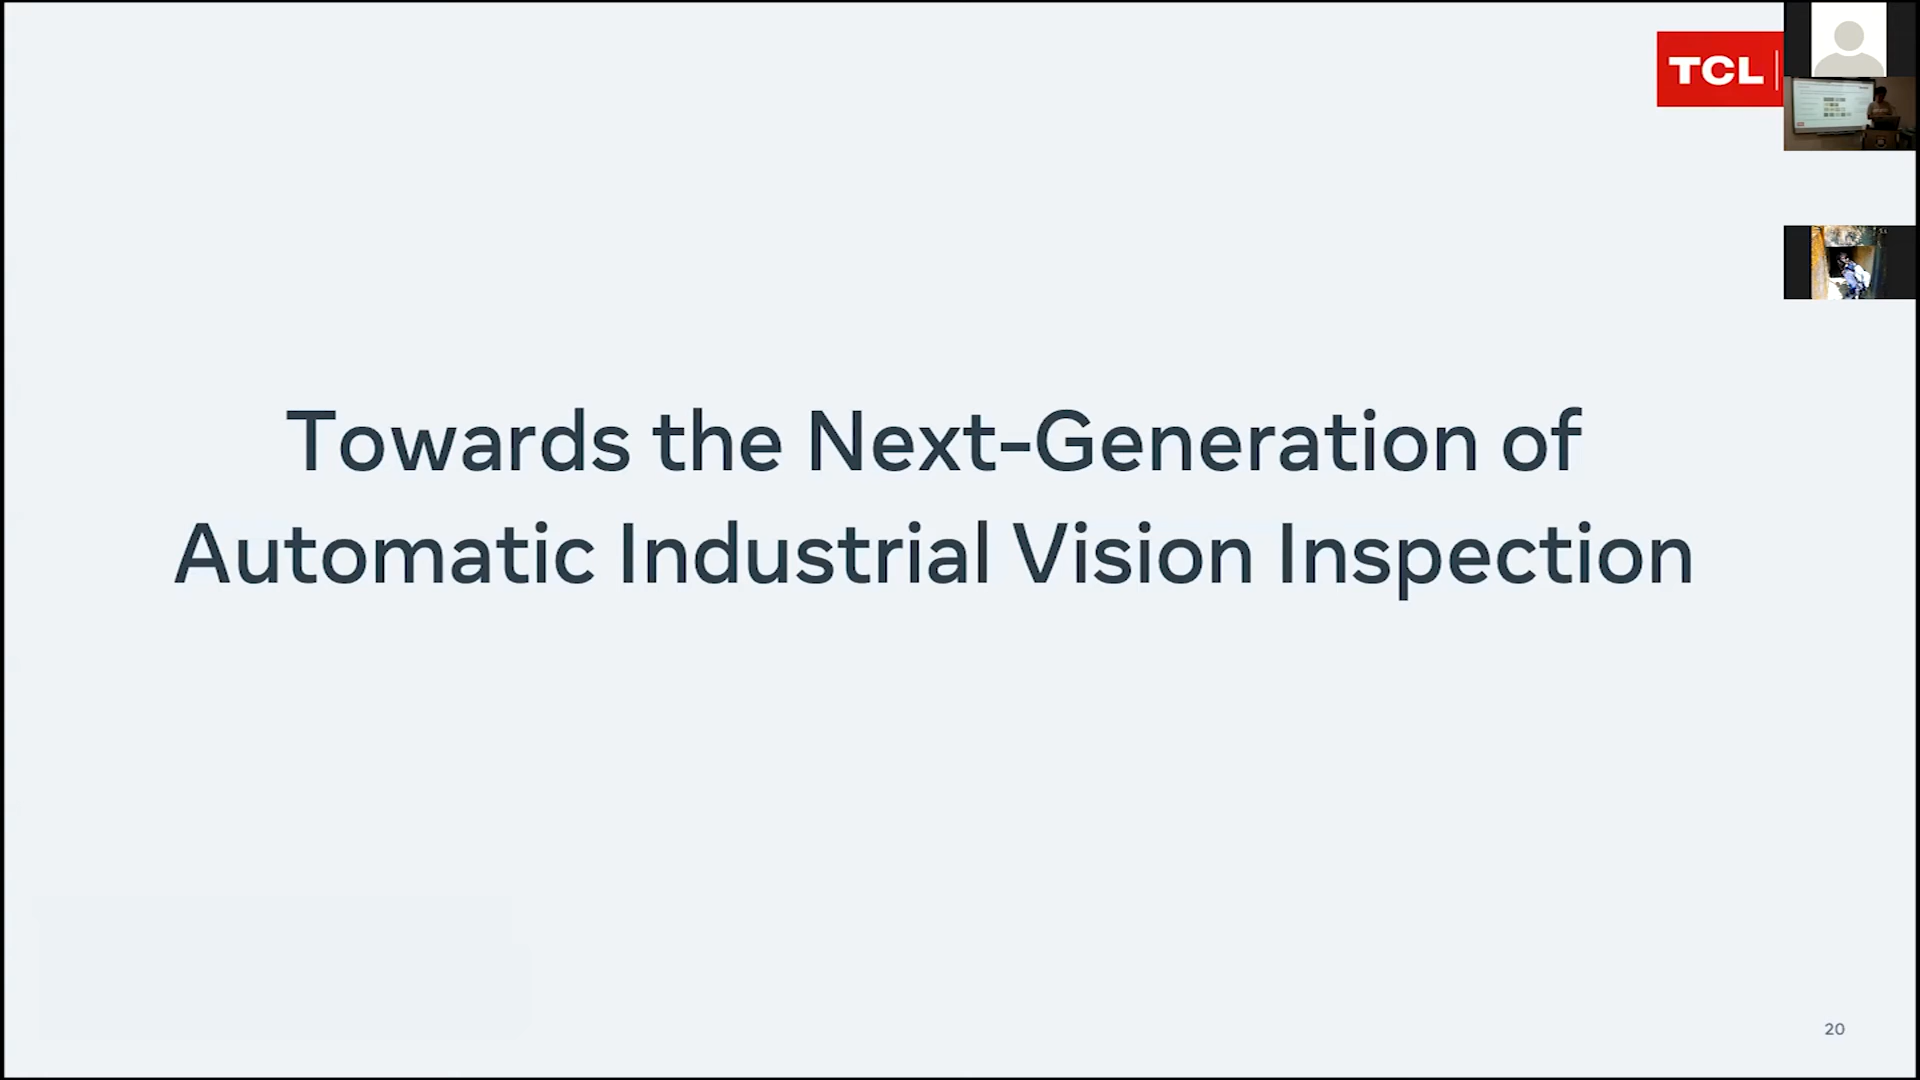 TCL
Towards the Next-Generation of
Automatic Industrial Vision Inspection
20